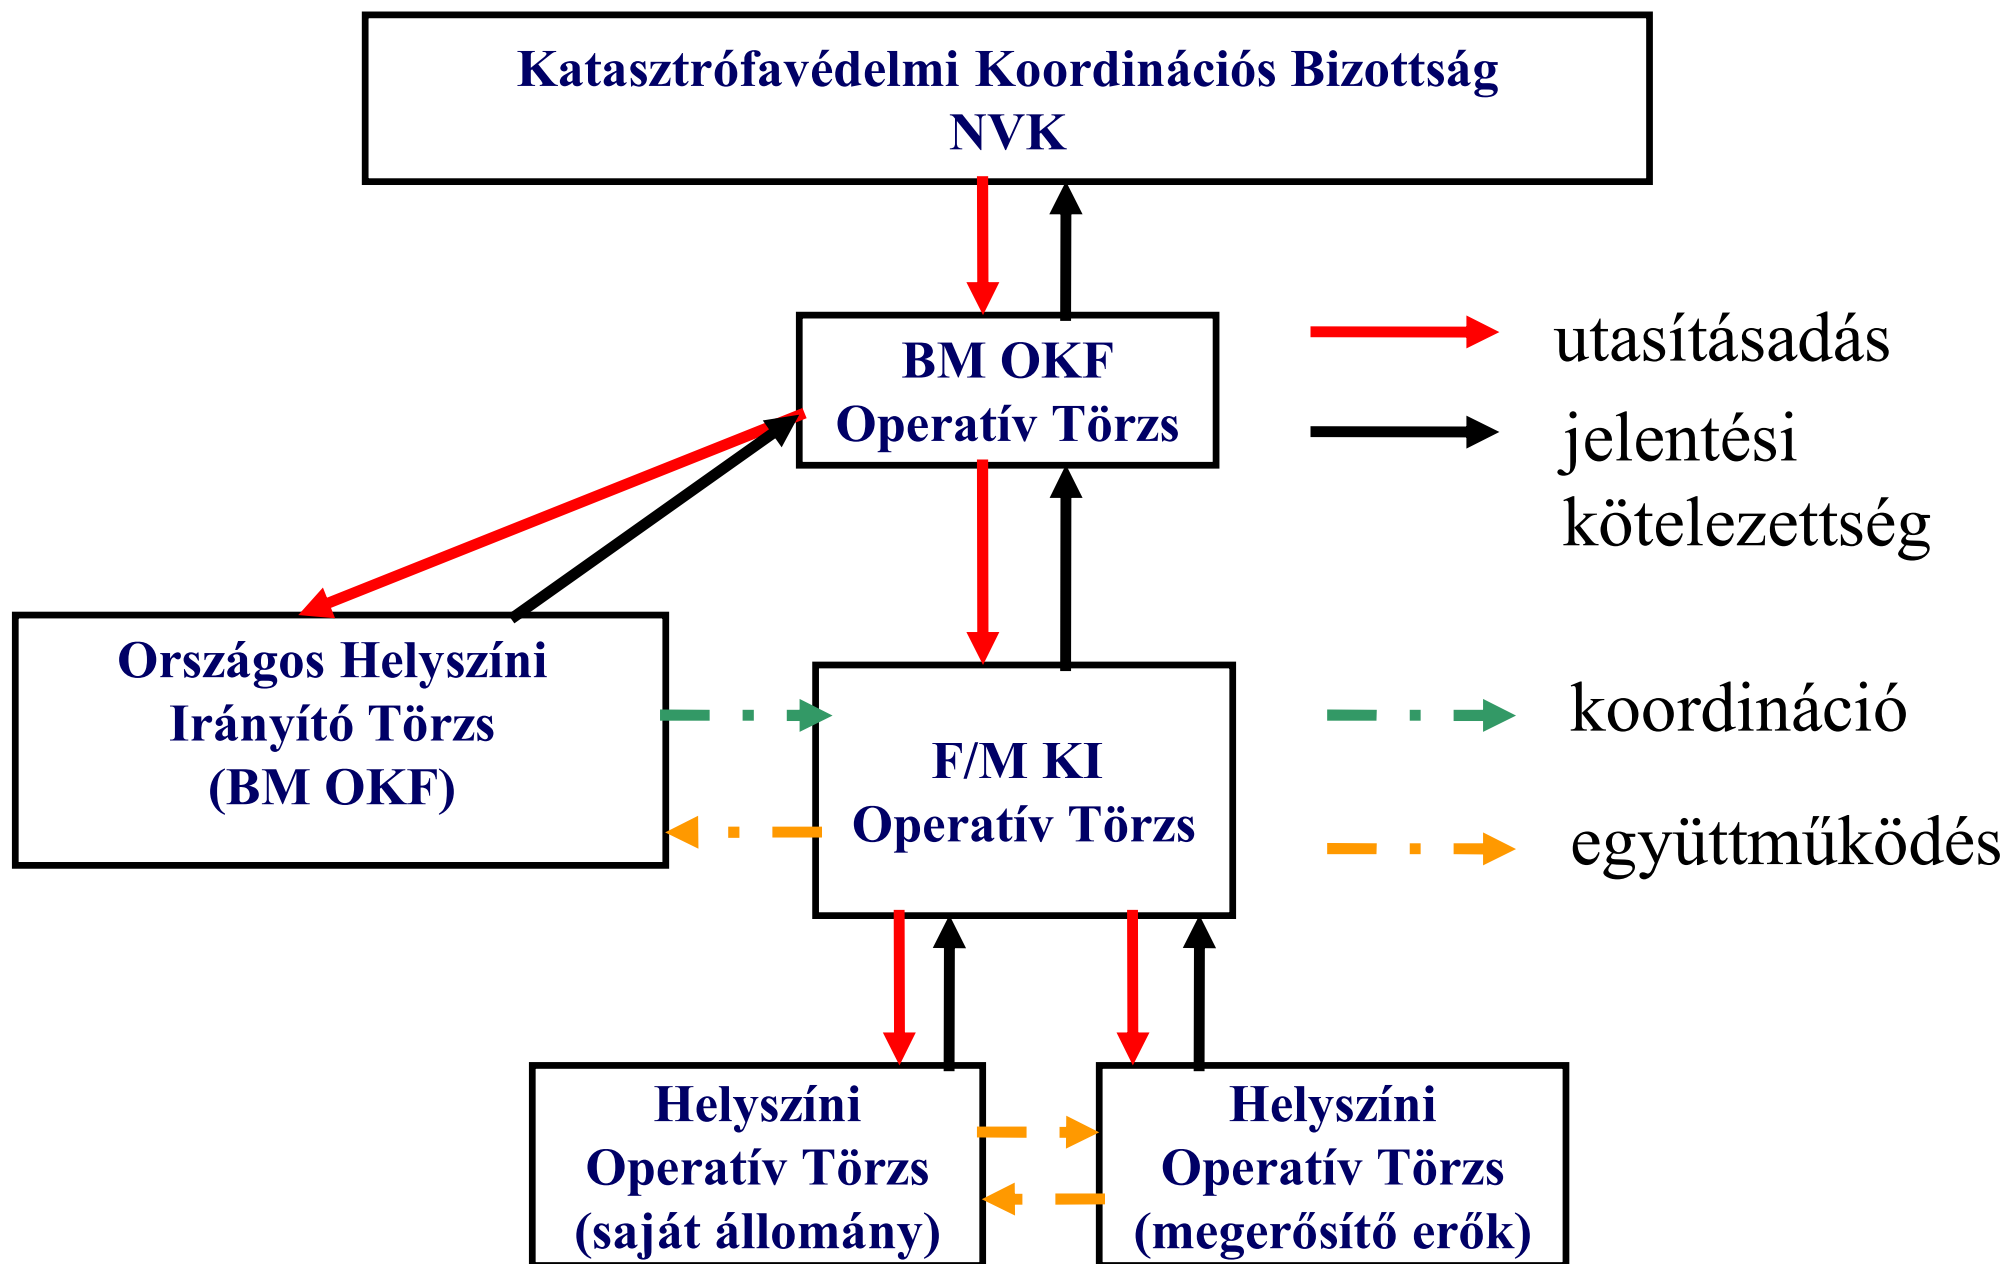 Katasztrófavédelmi Koordinációs Bizottság
NVK
BM OKF
Operatív Törzs
utasításadás
jelentési
kötelezettség
Országos Helyszíni
Irányító Törzs
(BM OKF)
F/M KI
Operatív Törzs
koordináció
együttműködés
Helyszíni
Operatív Törzs
(saját állomány)
Helyszíni
Operatív Törzs
(megerősítő erők)